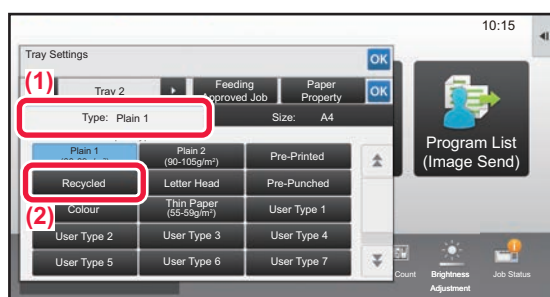 10:15
Tray Settings
OK
(1)
Tray 2
Feeding
Approved Job
Paper
Property
OK
Type: Plain 1
Size: A4
Plain 1
Plain 2
(90-105g/m²)
Pre-Printed
Recycled
Letter Head
Pre-Punched
(2)
Colour
Thin Paper
(55-59g/m²)
User Type 1
User Type 2
User Type 3
User Type 4
User Type 5
User Type 6
User Type 7
Program List
(Image Send)
Count
Brightness
Adjustment
Job Status